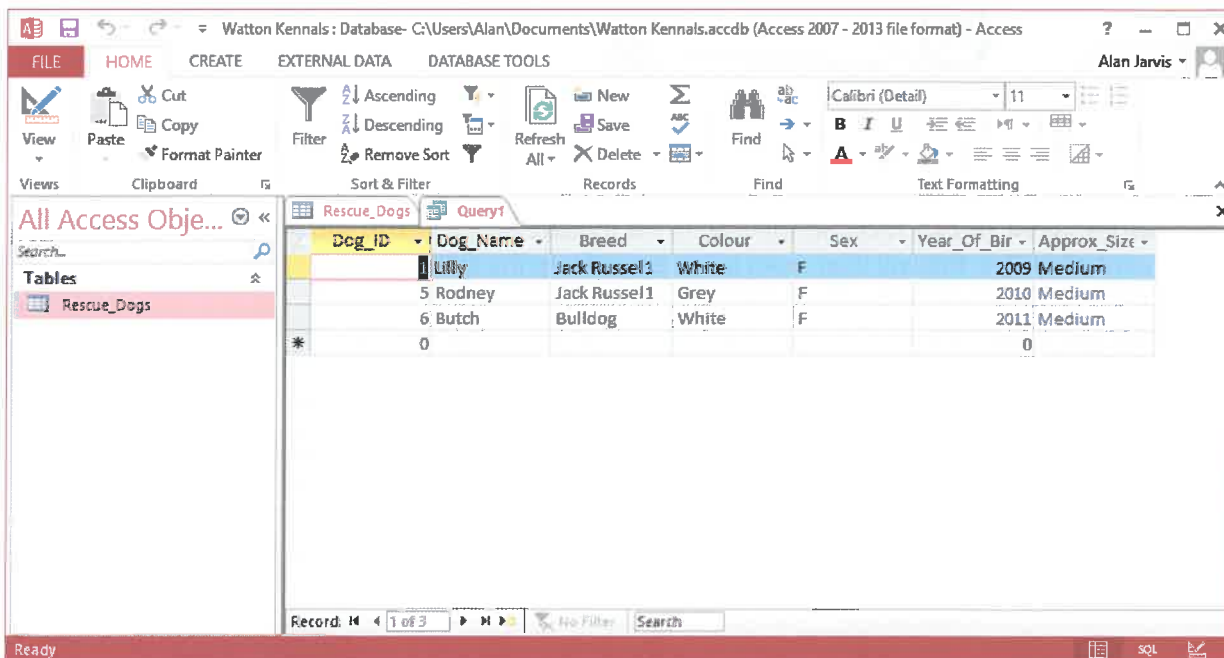 Watton Kennals : Database- C:\Users\Alan\Documents\Watton Kennals.accdb (Access 2007 - 2013 file format) - Access ?
FILE HOME CREATE EXTERNAL DATA DATABASE TOOLS Alan Jarvis
View Paste Cut Copy Format Painter
Filter Ascending Descending Remove Sort
Refresh All New Save Delete
Find
Calibri (Detail) 11
B I U
A
Views Clipboard Sort & Filter Records Find Text Formatting
All Access Obje... «
Search...
Tables
Rescue_Dogs
Rescue_Dogs Query1
Dog_ID Dog_Name Breed Colour Sex Year_Of_Bir Approx_Size
1 Lilly Jack Russel1 White F 2009 Medium
5 Rodney Jack Russel1 Grey F 2010 Medium
6 Butch Bulldog White F 2011 Medium
* 0 0
Record: 1 of 3 No Filter Search
Ready SQL